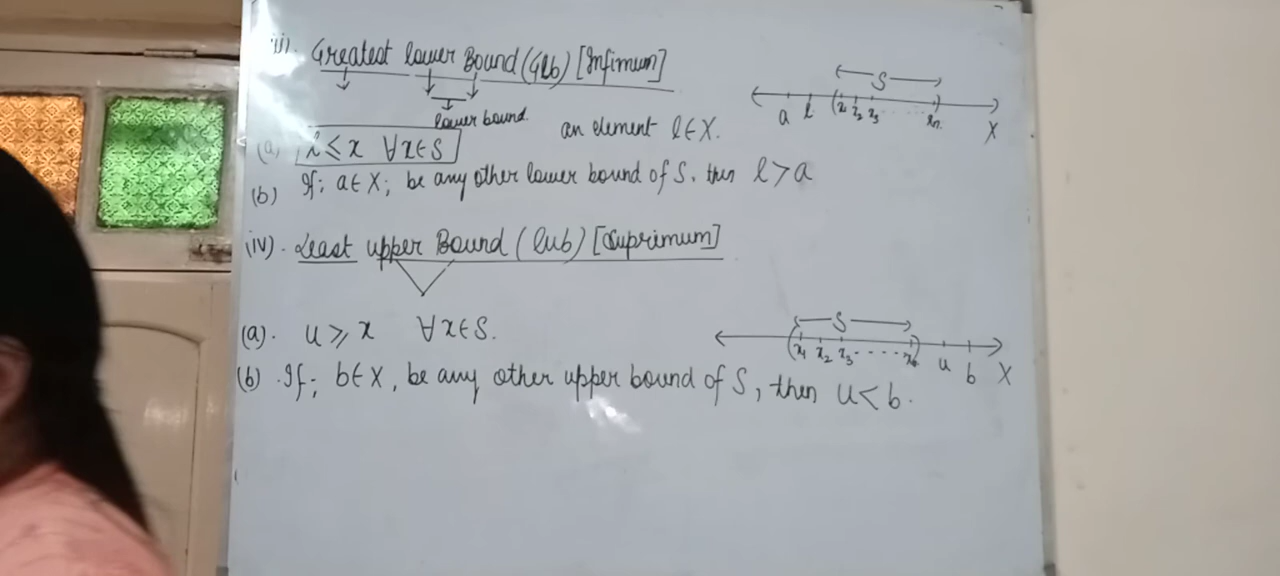 iii). Greatest lower Bound (Glb) [Infimum]
lower bound.
an element l ∈ X.
(a) l ≤ x ∀ x ∈ S
(b) If; a ∈ X; be any other lower bound of S, then l > a
S
a l x₁ x₂ x₃ ...... xₙ X
(iv). Least upper Bound (lub) [Suprimum]
(a). u ≥ x ∀ x ∈ S.
(b) If; b ∈ X, be any other upper bound of S, then u < b.
S
x₁ x₂ x₃ ..... xₙ u b X